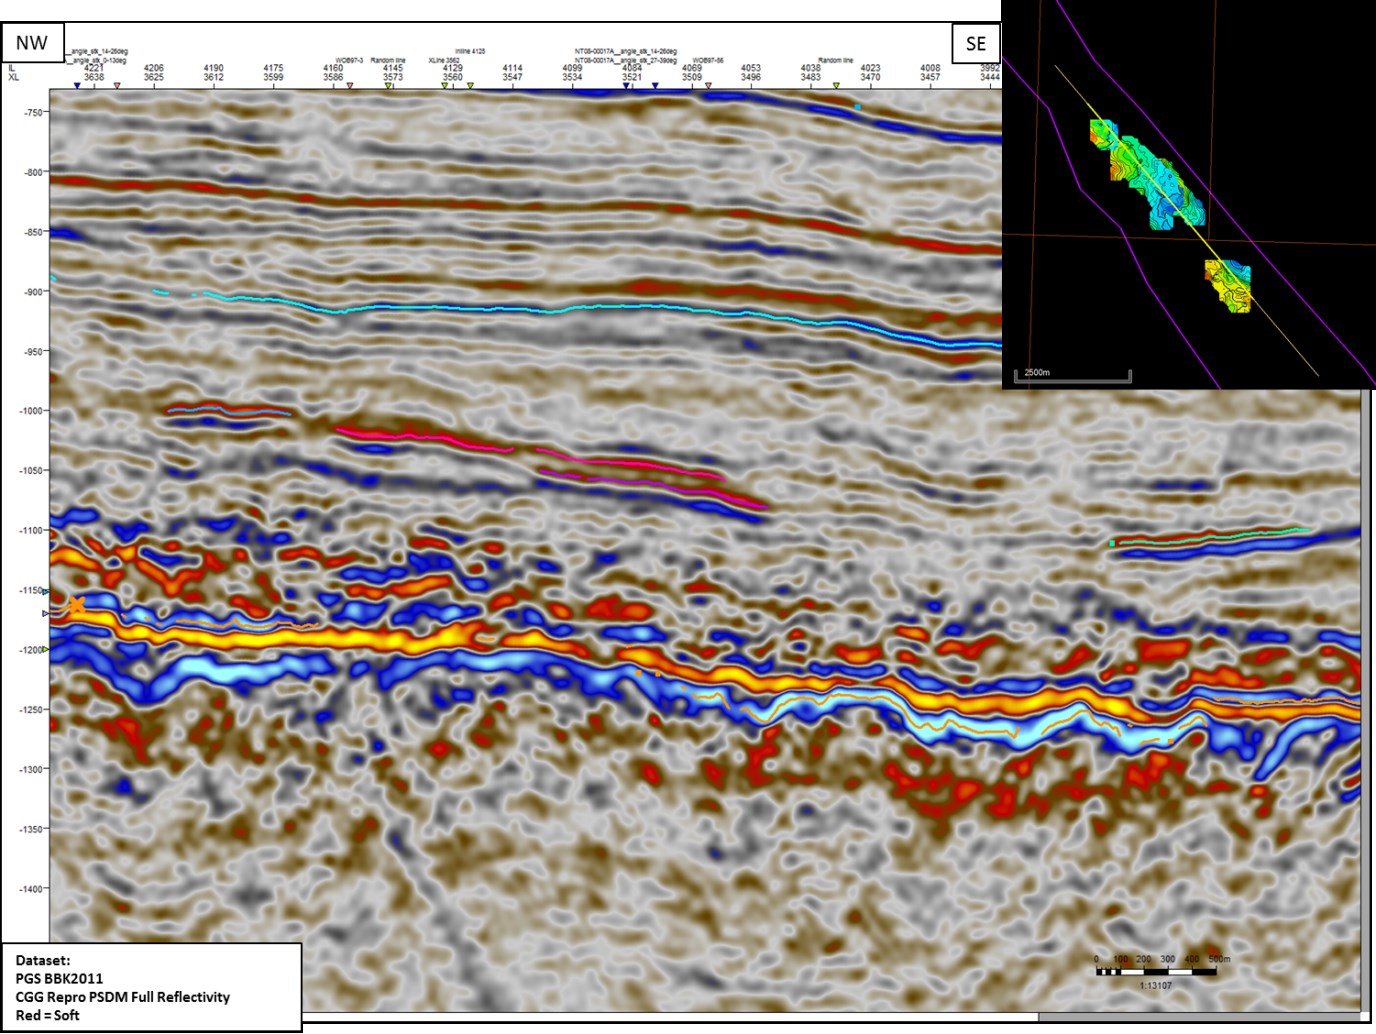 NW
SE
_angle_stk_14-26deg
A__angle_stk_0-13deg
WOB97-3
Random line
Inline 4125
XLine 3562
NT08-00017A__angle_stk_14-26deg
NT08-00017A__angle_stk_27-39deg
WOB97-56
Random line
IL 4221 4206 4190 4175 4160 4145 4129 4114 4099 4084 4069 4053 4038 4023 4008 3992
XL 3638 3625 3612 3599 3586 3573 3560 3547 3534 3521 3509 3496 3483 3470 3457 3444
-750
-800
-850
-900
-950
-1000
-1050
-1100
-1150
-1200
-1250
-1300
-1350
-1400
2500m
0 100 200 300 400 500m
1:13107
Dataset:
PGS BBK2011
CGG Repro PSDM Full Reflectivity
Red = Soft